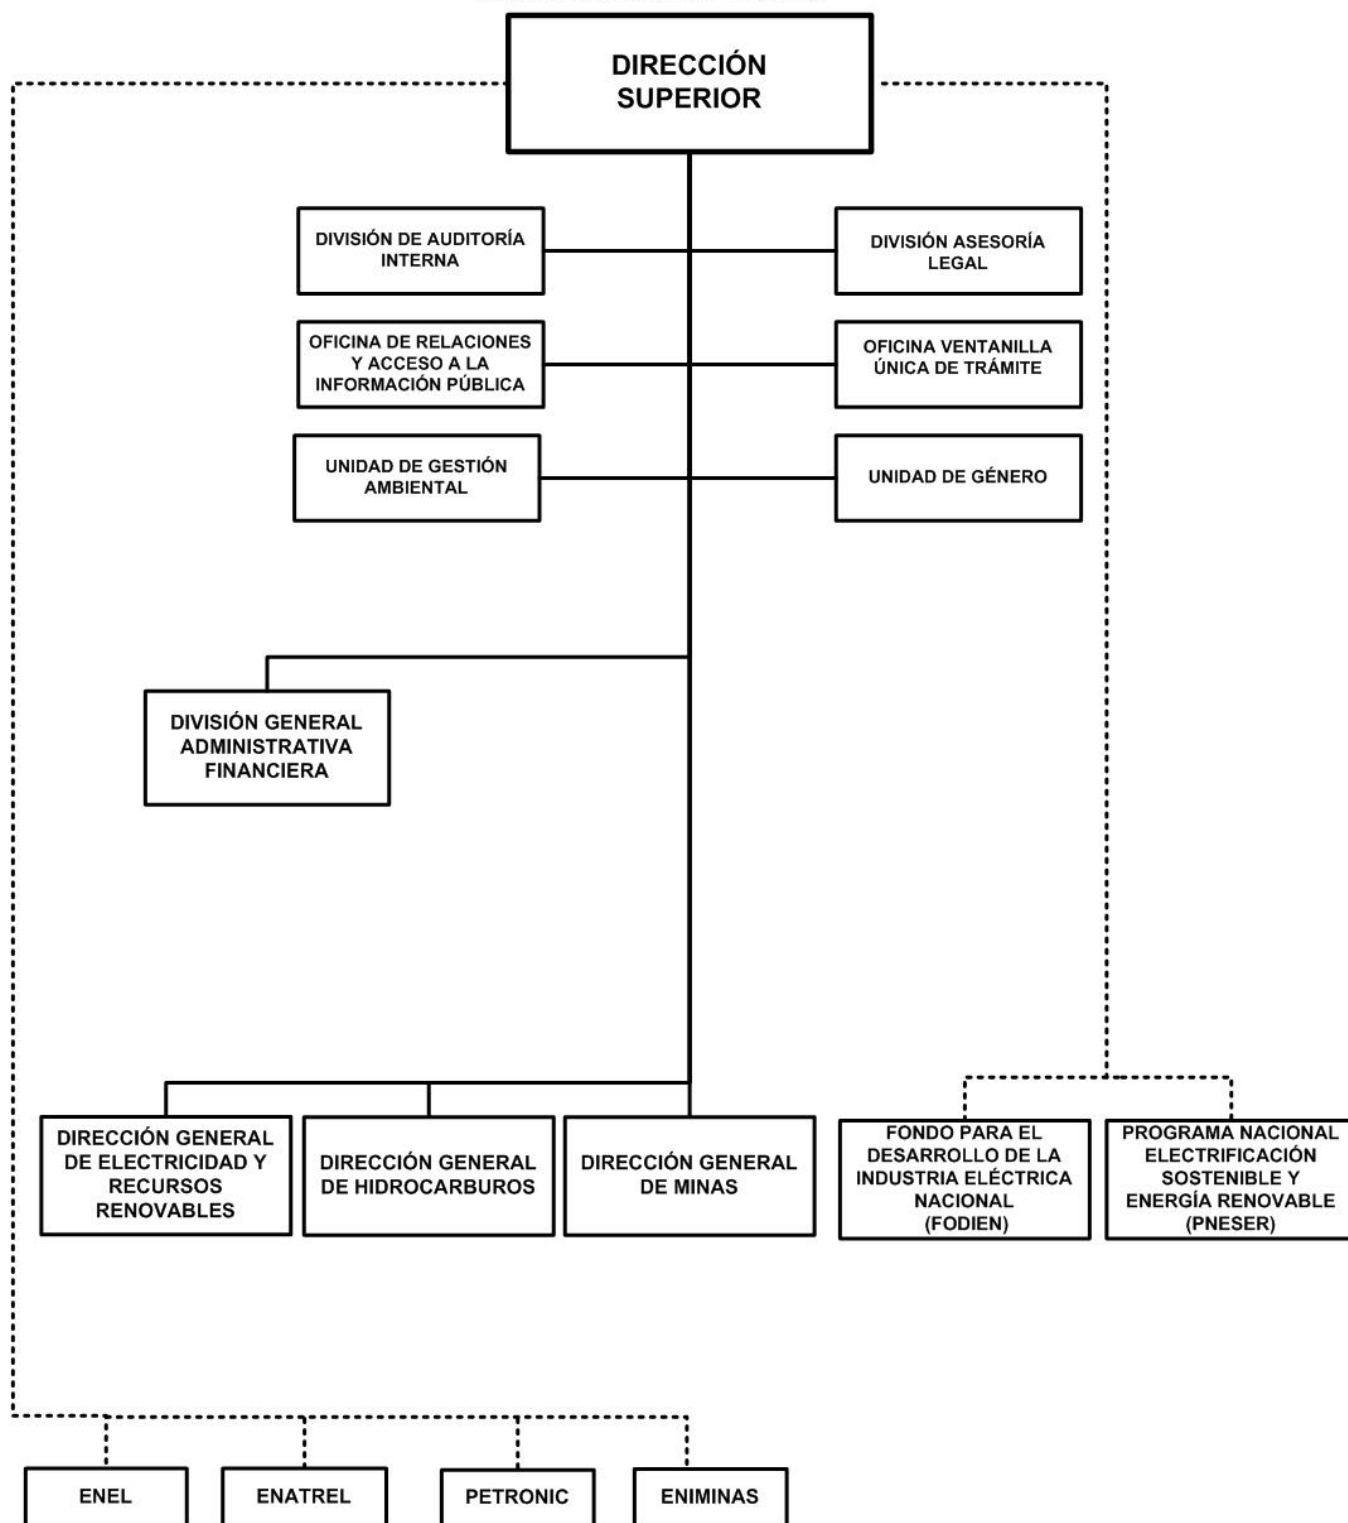 DIRECCIÓN
SUPERIOR
DIVISIÓN DE AUDITORÍA
INTERNA
DIVISIÓN ASESORÍA
LEGAL
OFICINA DE RELACIONES
Y ACCESO A LA
INFORMACIÓN PÚBLICA
OFICINA VENTANILLA
ÚNICA DE TRÁMITE
UNIDAD DE GESTIÓN
AMBIENTAL
UNIDAD DE GÉNERO
DIVISIÓN GENERAL
ADMINISTRATIVA
FINANCIERA
DIRECCIÓN GENERAL
DE ELECTRICIDAD Y
RECURSOS
RENOVABLES
DIRECCIÓN GENERAL
DE HIDROCARBUROS
DIRECCIÓN GENERAL
DE MINAS
FONDO PARA EL
DESARROLLO DE LA
INDUSTRIA ELÉCTRICA
NACIONAL
(FODIEN)
PROGRAMA NACIONAL
ELECTRIFICACIÓN
SOSTENIBLE Y
ENERGÍA RENOVABLE
(PNESER)
ENEL
ENATREL
PETRONIC
ENIMINAS